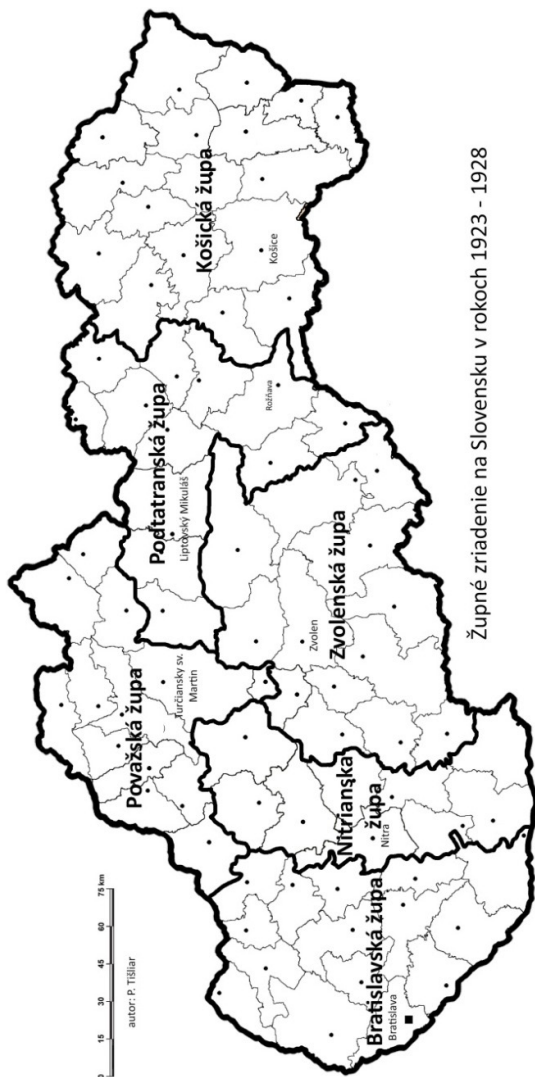 0 15 30 45 60 75 km
autor: P. Tišliar
Považská župa
Turčiansky sv.
Martin
Podtatranská župa
Liptovský Mikuláš
Rožňava
Košická župa
Košice
Bratislavská župa
Bratislava
Nitrianska
župa
Nitra
Zvolenská župa
Zvolen
Župné zriadenie na Slovensku v rokoch 1923 - 1928